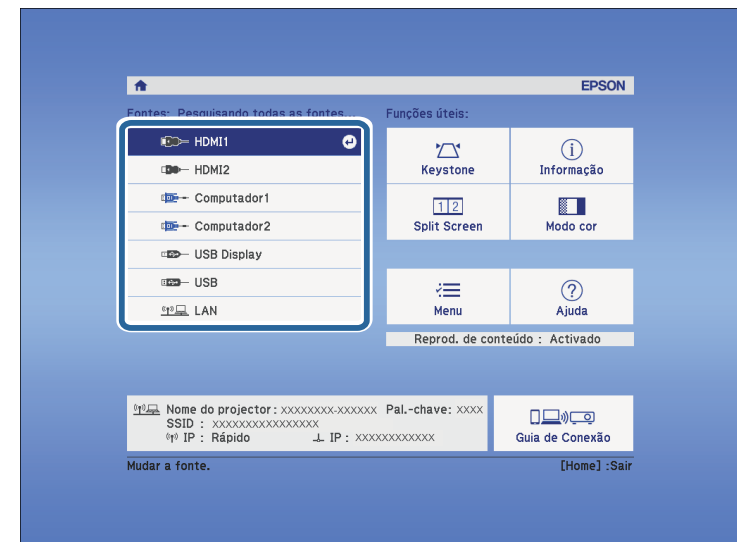 EPSON
Fontes: Pesquisando todas as fontes...
HDMI1
HDMI2
Computador1
Computador2
USB Display
USB
LAN
Funções úteis:
Keystone
Informação
1 2
Split Screen
Modo cor
Menu
Ajuda
Reprod. de conteúdo : Activado
Nome do projector : XXXXXXXX-XXXXXX Pal.-chave: XXXX
SSID : XXXXXXXXXXXXXXXX
IP : Rápido IP : XXXXXXXXXXXX
Guia de Conexão
Mudar a fonte.
[Home] :Sair